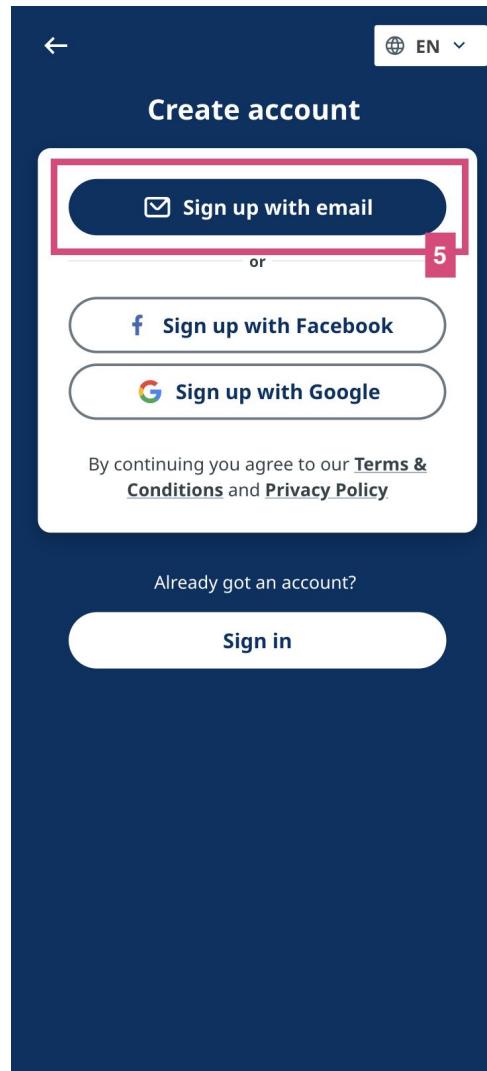 EN
Create account
Sign up with email
5
or
Sign up with Facebook
Sign up with Google
By continuing you agree to our Terms &
Conditions and Privacy Policy
Already got an account?
Sign in